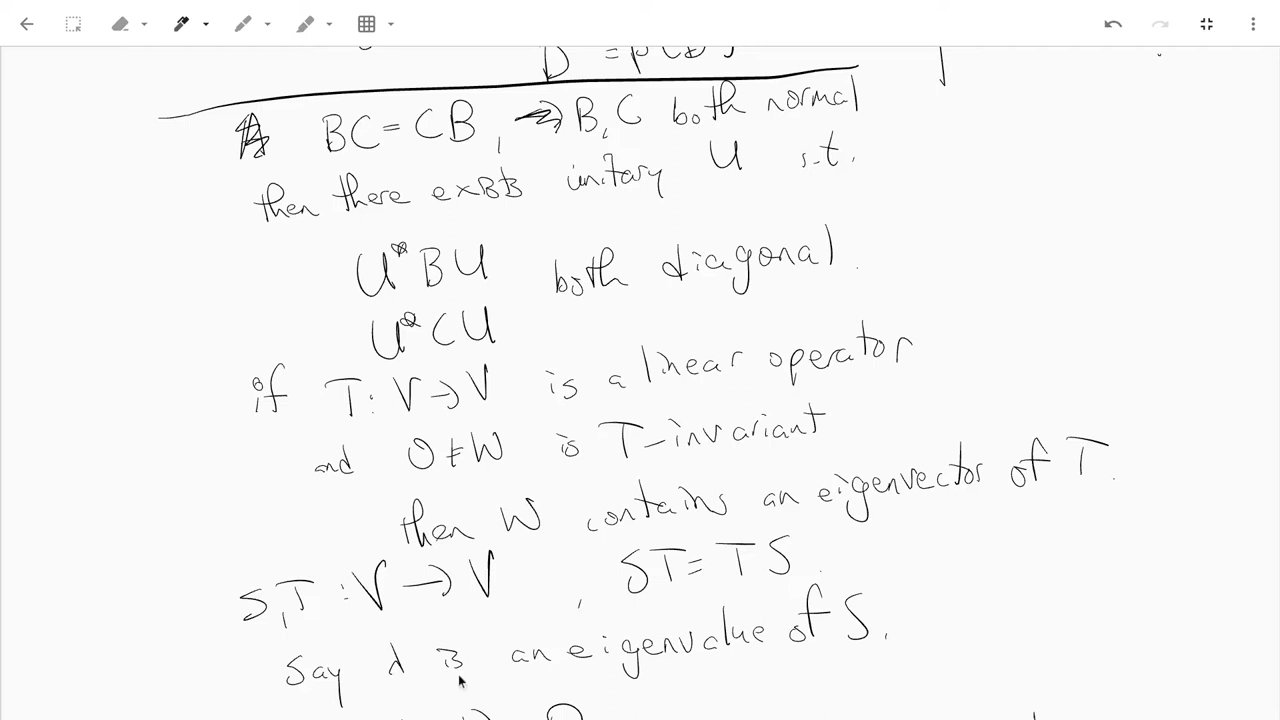 D = p(B)
BC = CB, B, C both normal
then there exists unitary U s.t.
U*BU both diagonal.
U*CU
if T: V → V is a linear operator
and 0 ≠ W is T-invariant
then W contains an eigenvector of T.
S, T : V → V, ST = TS.
Say λ is an eigenvalue of S.